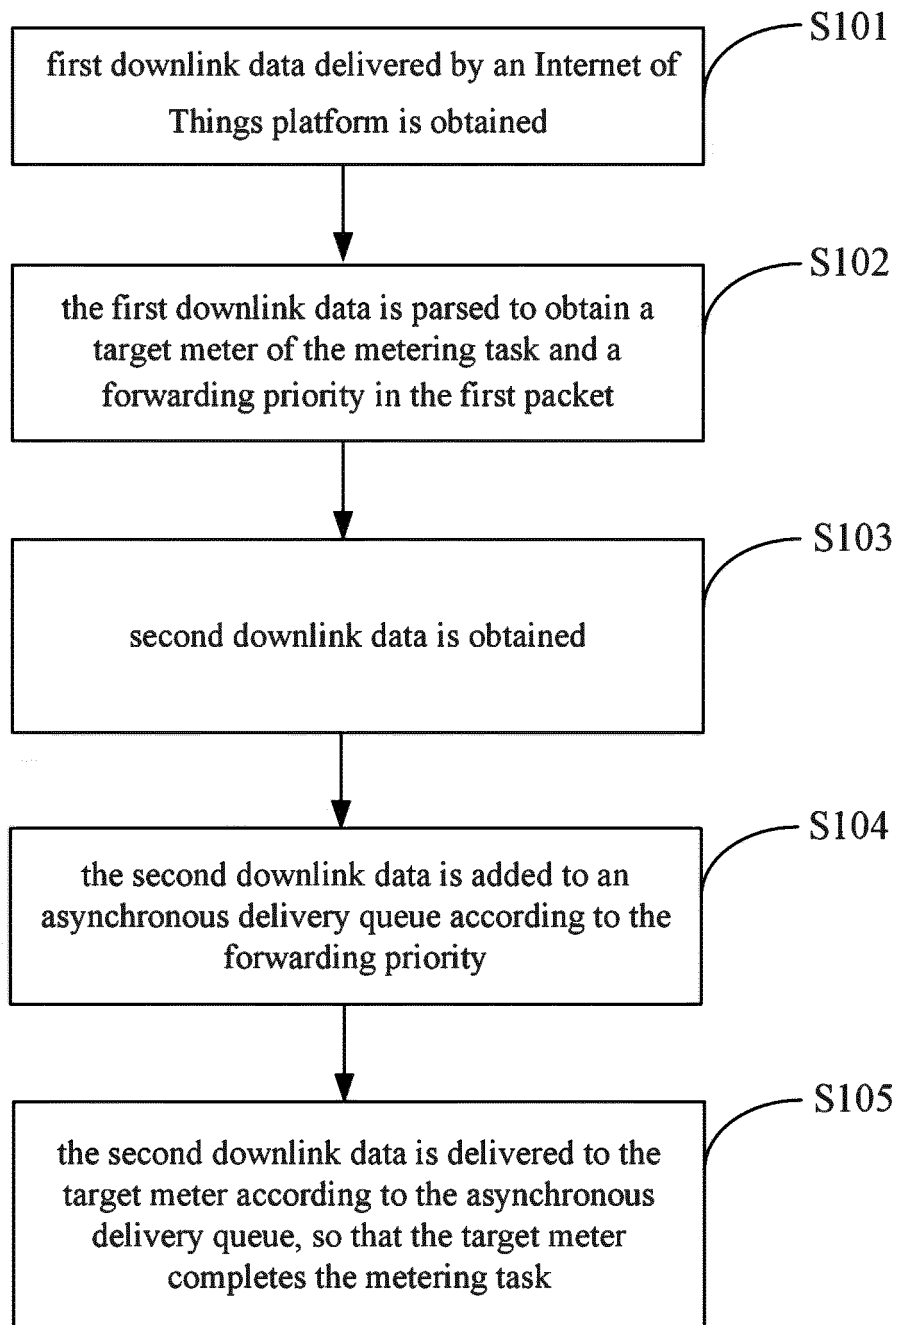 S101
first downlink data delivered by an Internet of
Things platform is obtained
S102
the first downlink data is parsed to obtain a
target meter of the metering task and a
forwarding priority in the first packet
S103
second downlink data is obtained
S104
the second downlink data is added to an
asynchronous delivery queue according to the
forwarding priority
S105
the second downlink data is delivered to the
target meter according to the asynchronous
delivery queue, so that the target meter
completes the metering task